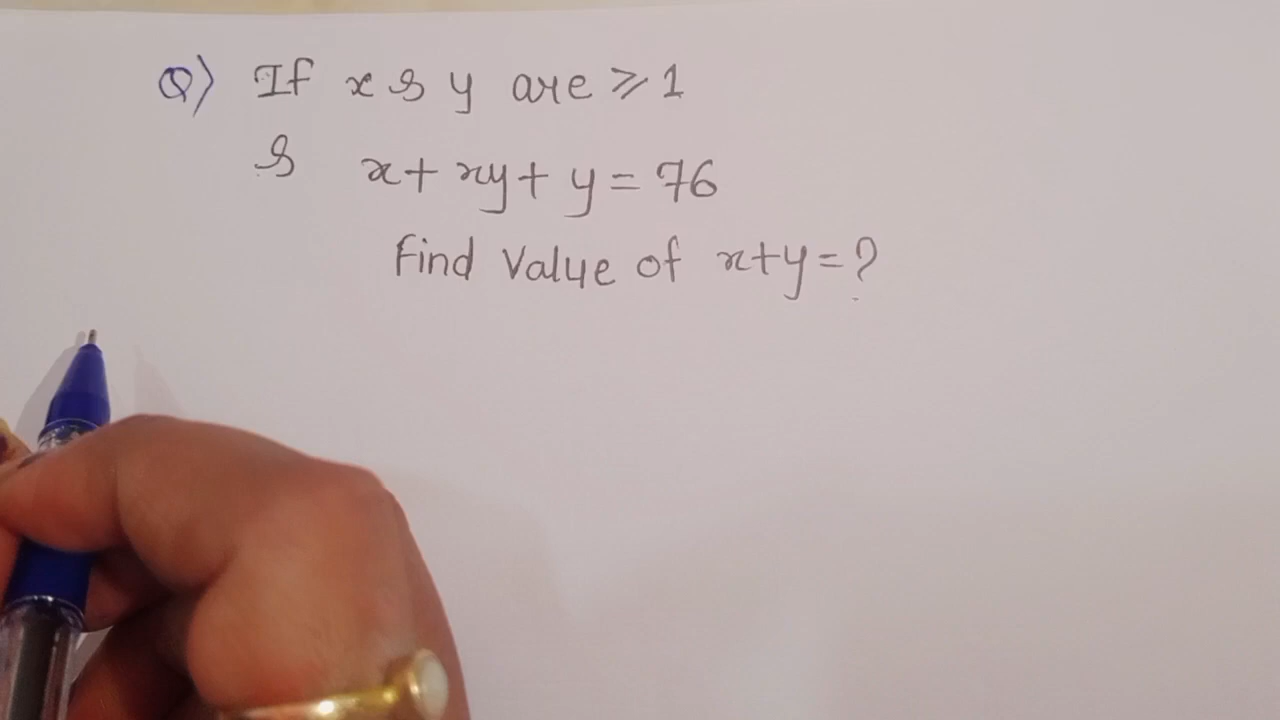 Q) If x & y are ⩾ 1
& x + xy + y = 76
Find Value of x+y=?